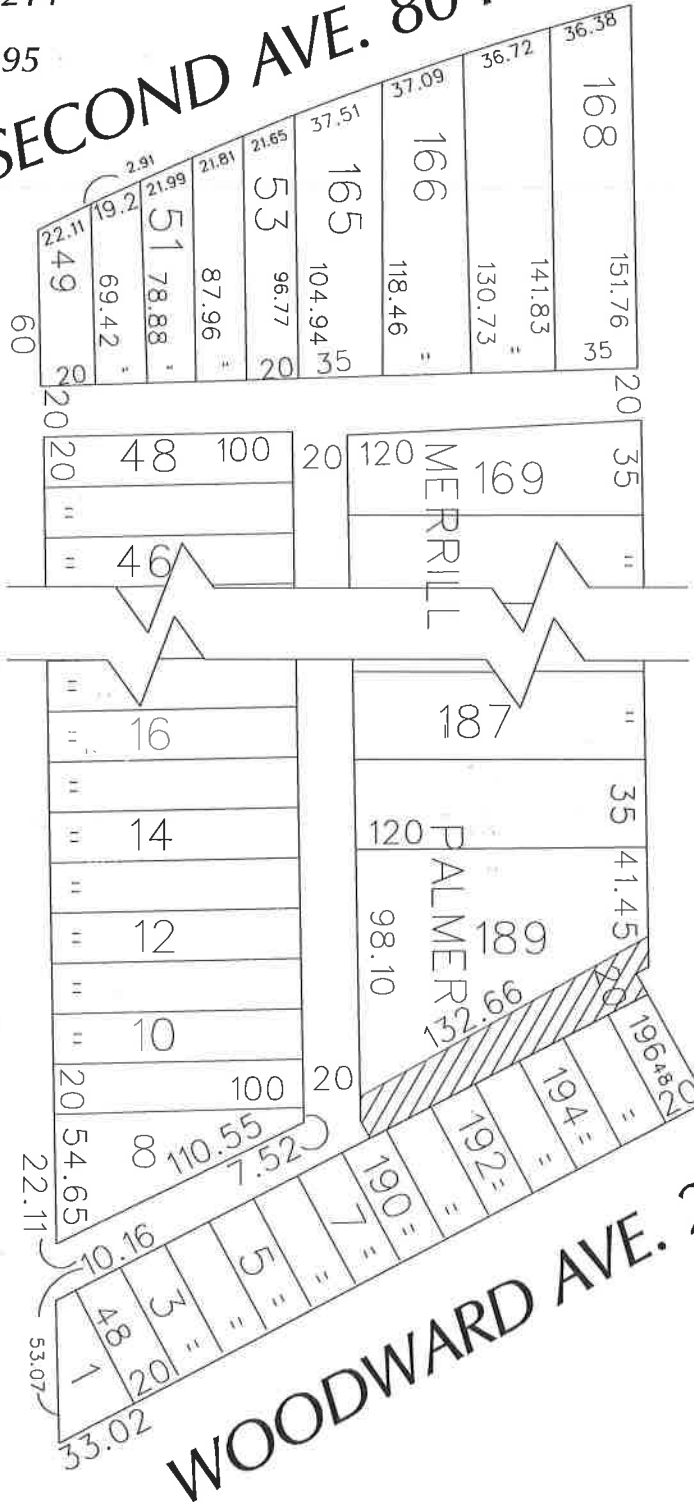 95
SECOND AVE. 80
22.11 19.2 2.91 21.99 21.81 21.65 37.51 37.09 36.72 36.38
49 51 53 165 166 168
60 69.42 78.88 87.96 96.77 104.94 118.46 130.73 141.83 151.76
20 " " " 20 35 " " 35
20 20
20 48 100 20 120 169 35
"
" 46 "
MERRILL
"
" 16 187 "
"
" 14 120 35
" 98.10 189 41.45
" 12 PALMER
" 132.66 20
" 10
20 100 20
54.65 8 110.55 7.52
22.11
10.16
53.07
1 48 3 " 5 " 7 " 190 " 192 " 194 " 196 48
20 " " " " " " 20
33.02
WOODWARD AVE.